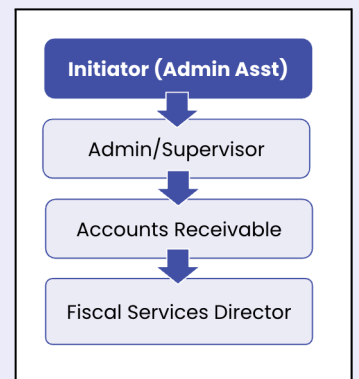 Initiator (Admin Asst)
Admin/Supervisor
Accounts Receivable
Fiscal Services Director